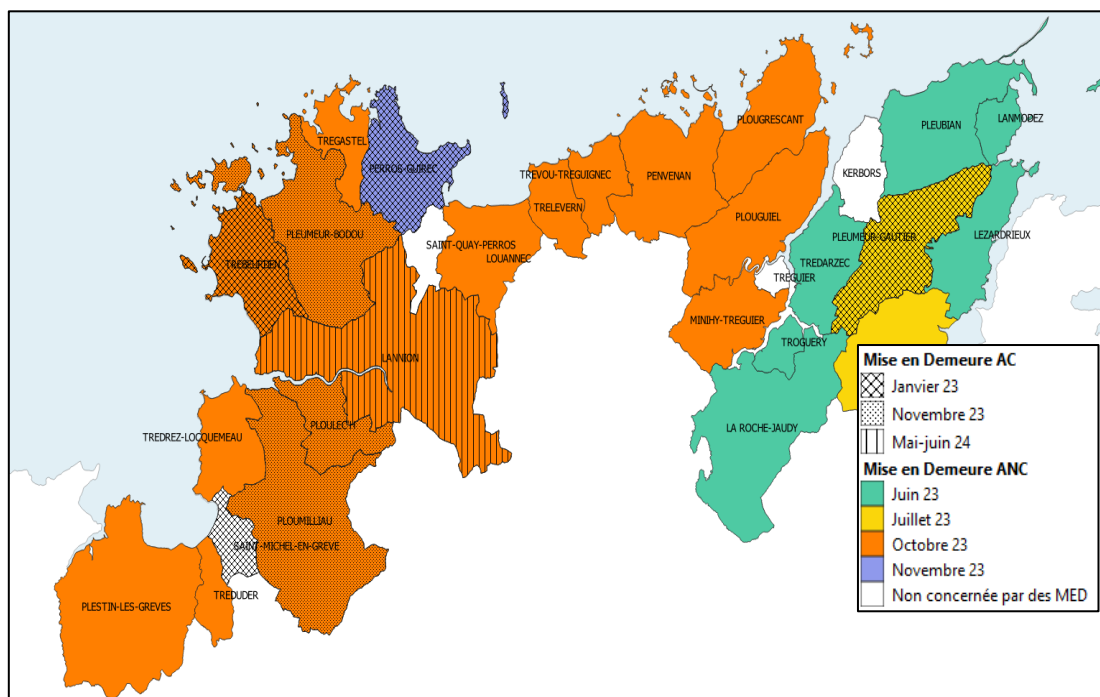 PLOUGRESCANT
PLEUBIAN
LANMODEZ
TREGASTEL
PERROS-GUIREC
TREVOU-TREGUIGNEC
PENVENAN
KERBORS
TRELEVERN
PLOUGUIEL
PLEUMEUR-BODOU
PLEUMEUR-GAUTIER
LEZARDRIEUX
SAINT-QUAY-PERROS
TREDARZEC
LOUANNEC
TREBEURDEN
TREGUIER
MINIHY-TREGUIER
TROGUERY
LANNION
LA ROCHE-JAUDY
PLOULEC'H
TREDREZ-LOCQUEMEAU
PLOUMILLIAU
SAINT-MICHEL-EN-GREVE
TREDUDER
PLESTIN-LES-GREVES
Mise en Demeure AC
Janvier 23
Novembre 23
Mai-juin 24
Mise en Demeure ANC
Juin 23
Juillet 23
Octobre 23
Novembre 23
Non concernée par des MED